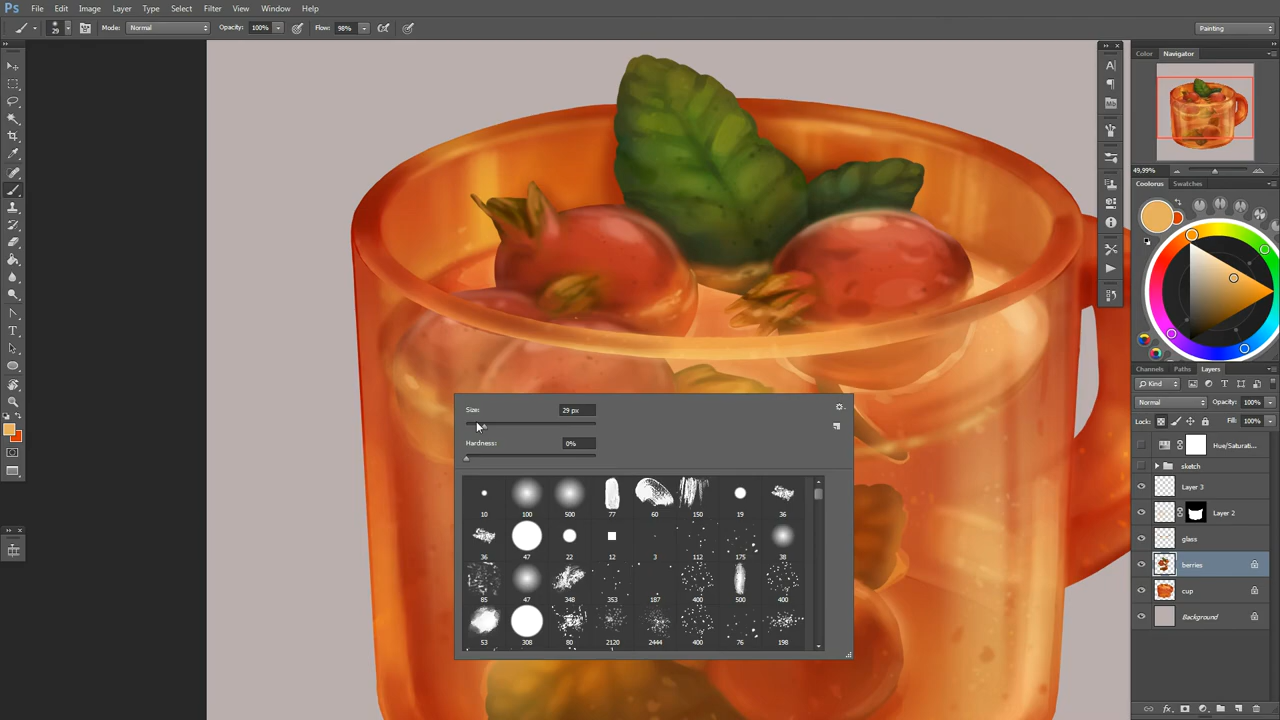 Ps File Edit Image Layer Type Select Filter View Window Help
29 Mode: Normal Opacity: 100% Flow: 98% Painting
Color Navigator
49,99%
Coolorus Swatches
Channels Paths Layers
Kind
Normal Opacity: 100%
Lock: Fill: 100%
Hue/Saturati...
sketch
Layer 3
Layer 2
glass
berries
cup
Background
Size: 29 px
Hardness: 0%
10 100 500 77 60 150 19 36
36 47 22 12 3 112 175 38
85 47 348 353 187 400 500 400
53 308 80 2120 2444 400 76 198